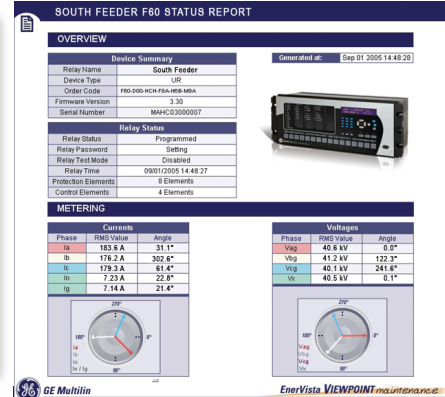 SOUTH FEEDER F60 STATUS REPORT
OVERVIEW
Device Summary
Relay Name South Feeder
Device Type UR
Order Code F60-D00-HCH-F8A-H6B-M8A
Firmware Version 3.30
Serial Number MAHC03000007
Generated at: Sep 01 2005 14:48:28
Relay Status
Relay Status Programmed
Relay Password Setting
Relay Test Mode Disabled
Relay Time 09/01/2005 14:48:27
Protection Elements 8 Elements
Control Elements 4 Elements
METERING
Currents
Phase RMS Value Angle
Ia 183.6 A 31.1°
Ib 176.2 A 302.6°
Ic 179.3 A 61.4°
In 7.23 A 22.8°
Ig 7.14 A 21.4°
Voltages
Phase RMS Value Angle
Vag 40.6 kV 0.0°
Vbg 41.2 kV 122.3°
Vcg 40.1 kV 241.6°
Vx 40.5 kV 0.1°
270°
180° 0°
90°
Ia
Ib
Ic
In / Ig
270°
180° 0°
90°
Vag
Vbg
Vcg
Vx
GE Multilin
EnerVista VIEWPOINT maintenance